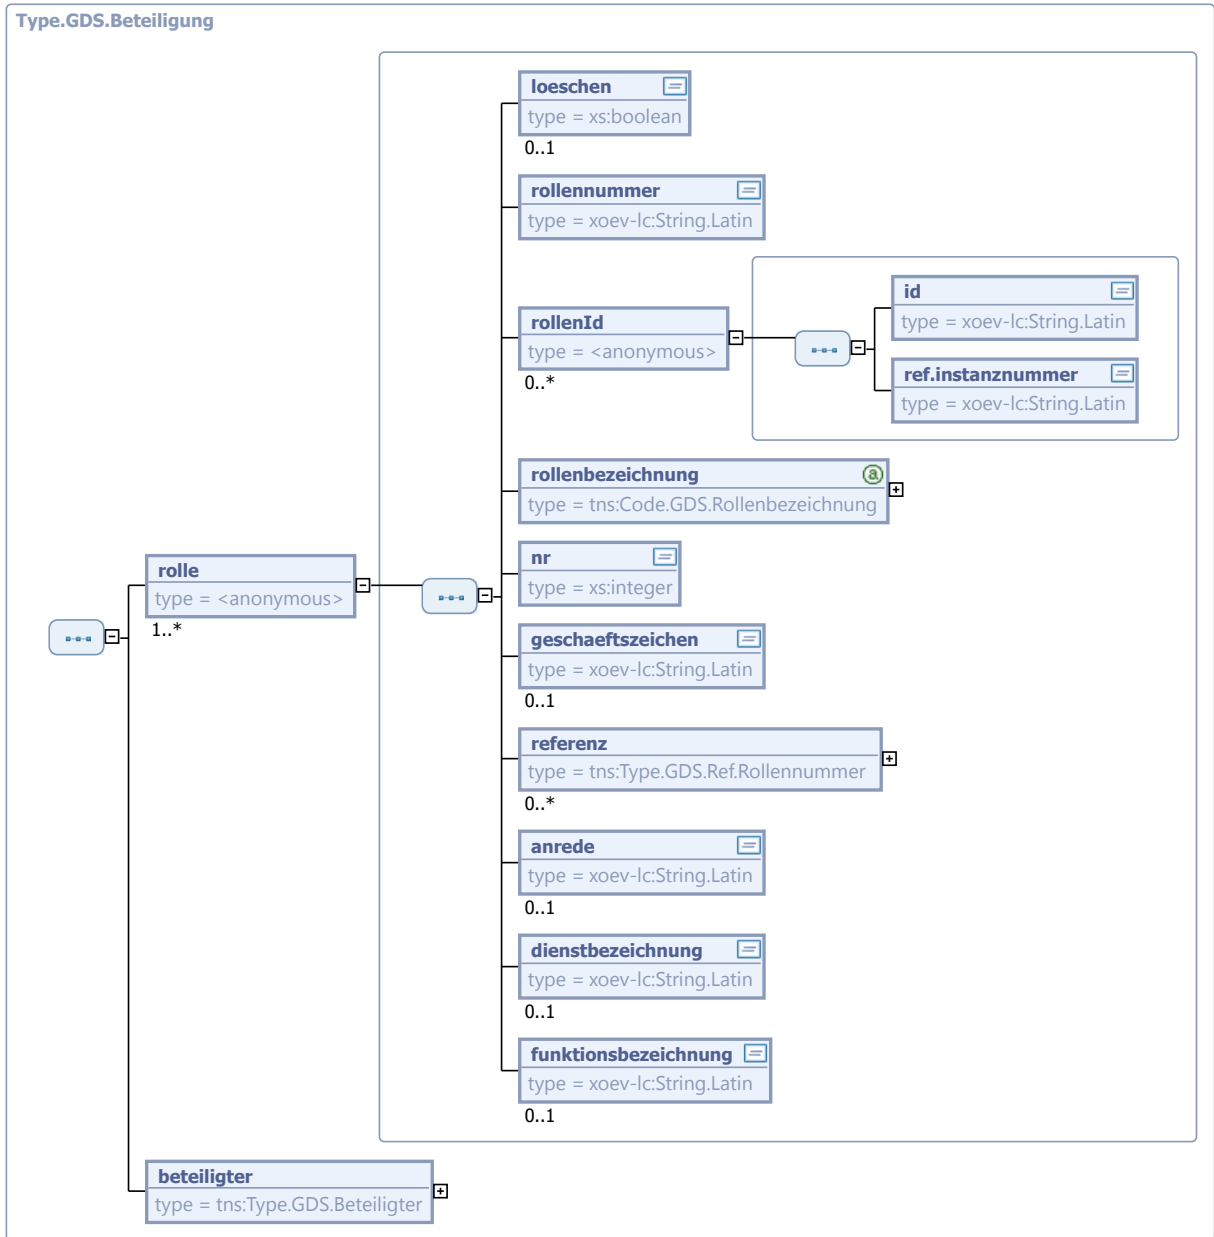 Type.GDS.Beteiligung
loeschen
type = xs:boolean
0..1
rollennummer
type = xoev-lc:String.Latin
rollenId
type = <anonymous>
0..*
id
type = xoev-lc:String.Latin
ref.instanznummer
type = xoev-lc:String.Latin
rollenbezeichnung
type = tns:Code.GDS.Rollenbezeichnung
nr
type = xs:integer
rolle
type = <anonymous>
1..*
geschaeftszeichen
type = xoev-lc:String.Latin
0..1
referenz
type = tns:Type.GDS.Ref.Rollennummer
0..*
anrede
type = xoev-lc:String.Latin
0..1
dienstbezeichnung
type = xoev-lc:String.Latin
0..1
funktionsbezeichnung
type = xoev-lc:String.Latin
0..1
beteiligter
type = tns:Type.GDS.Beteiligter